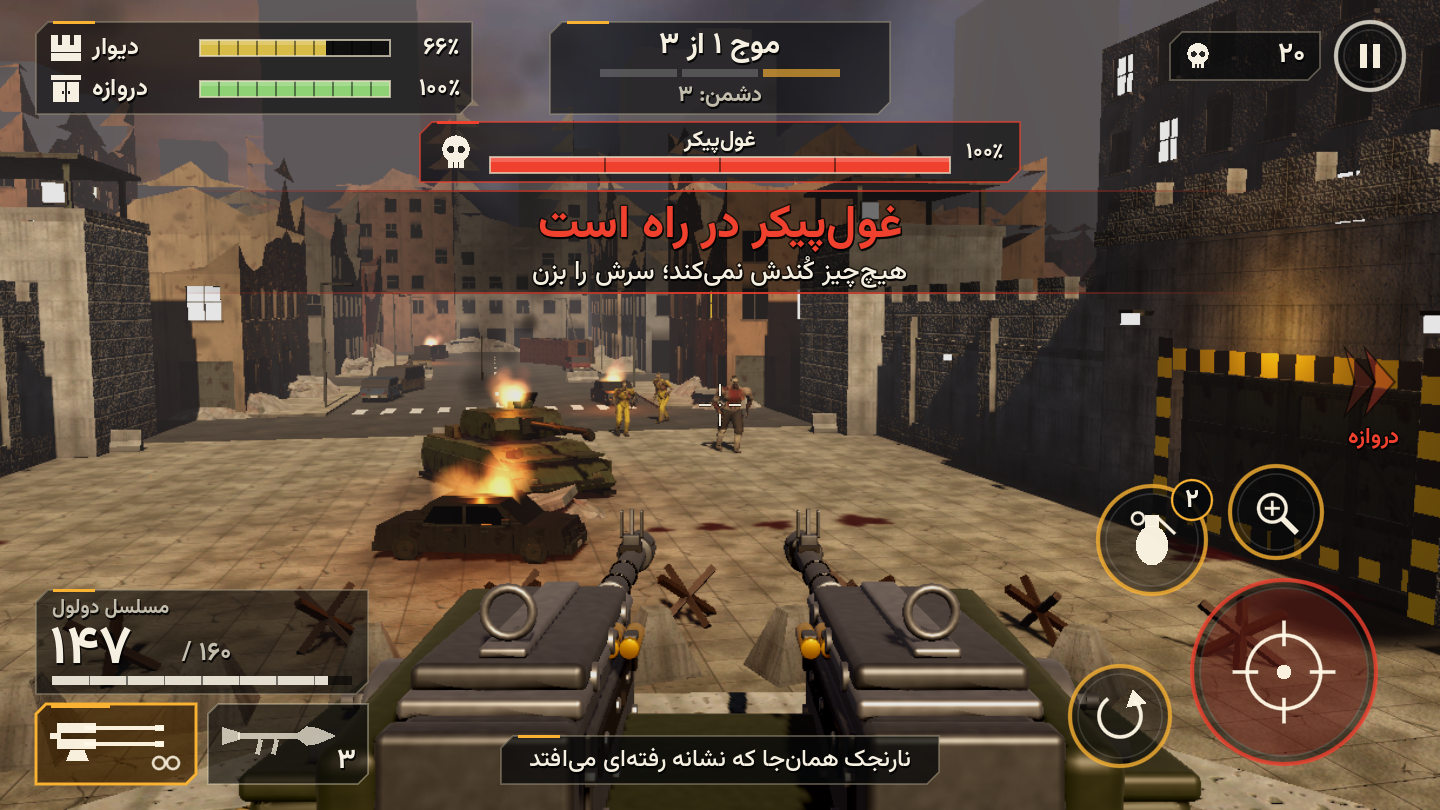 دیوار ۶۶٪
دروازه ۱۰۰٪
موج ۱ از ۳
دشمن: ۳
۲۰
غول‌پیکر ۱۰۰٪
غول‌پیکر در راه است
هیچ‌چیز کُندش نمی‌کند؛ سرش را بزن
دروازه
۲
مسلسل دولول
۱۴۷ / ۱۶۰
∞
۳
نارنجک همان‌جا که نشانه رفته‌ای می‌افتد